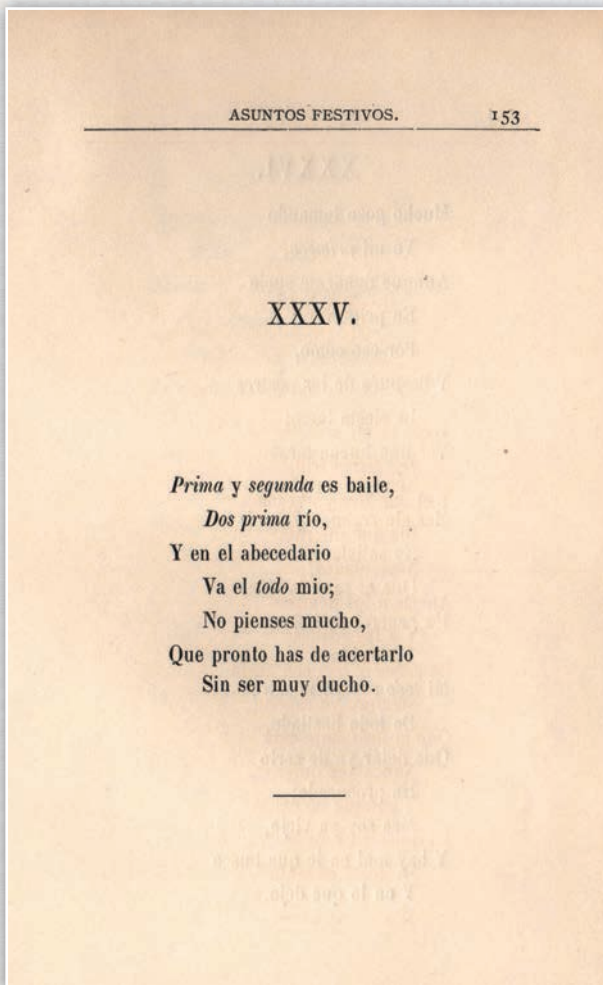 ASUNTOS FESTIVOS. 153
XXXV.
Prima y segunda es baile,
Dos prima río,
Y en el abecedario
Va el todo mio;
No pienses mucho,
Que pronto has de acertarlo
Sin ser muy ducho.